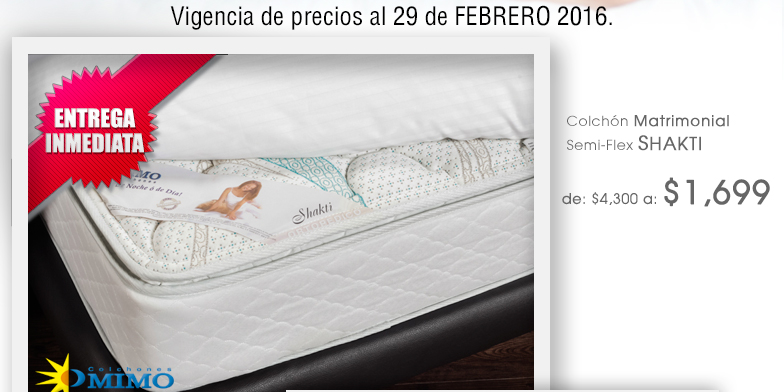 Vigencia de precios al 29 de FEBRERO 2016.
ENTREGA
INMEDIATA
Colchón Matrimonial
Semi-Flex SHAKTI
de: $4,300 a: $1,699
MIMO
Noche ó de Día!
Shakti
Colchones
DMIMO